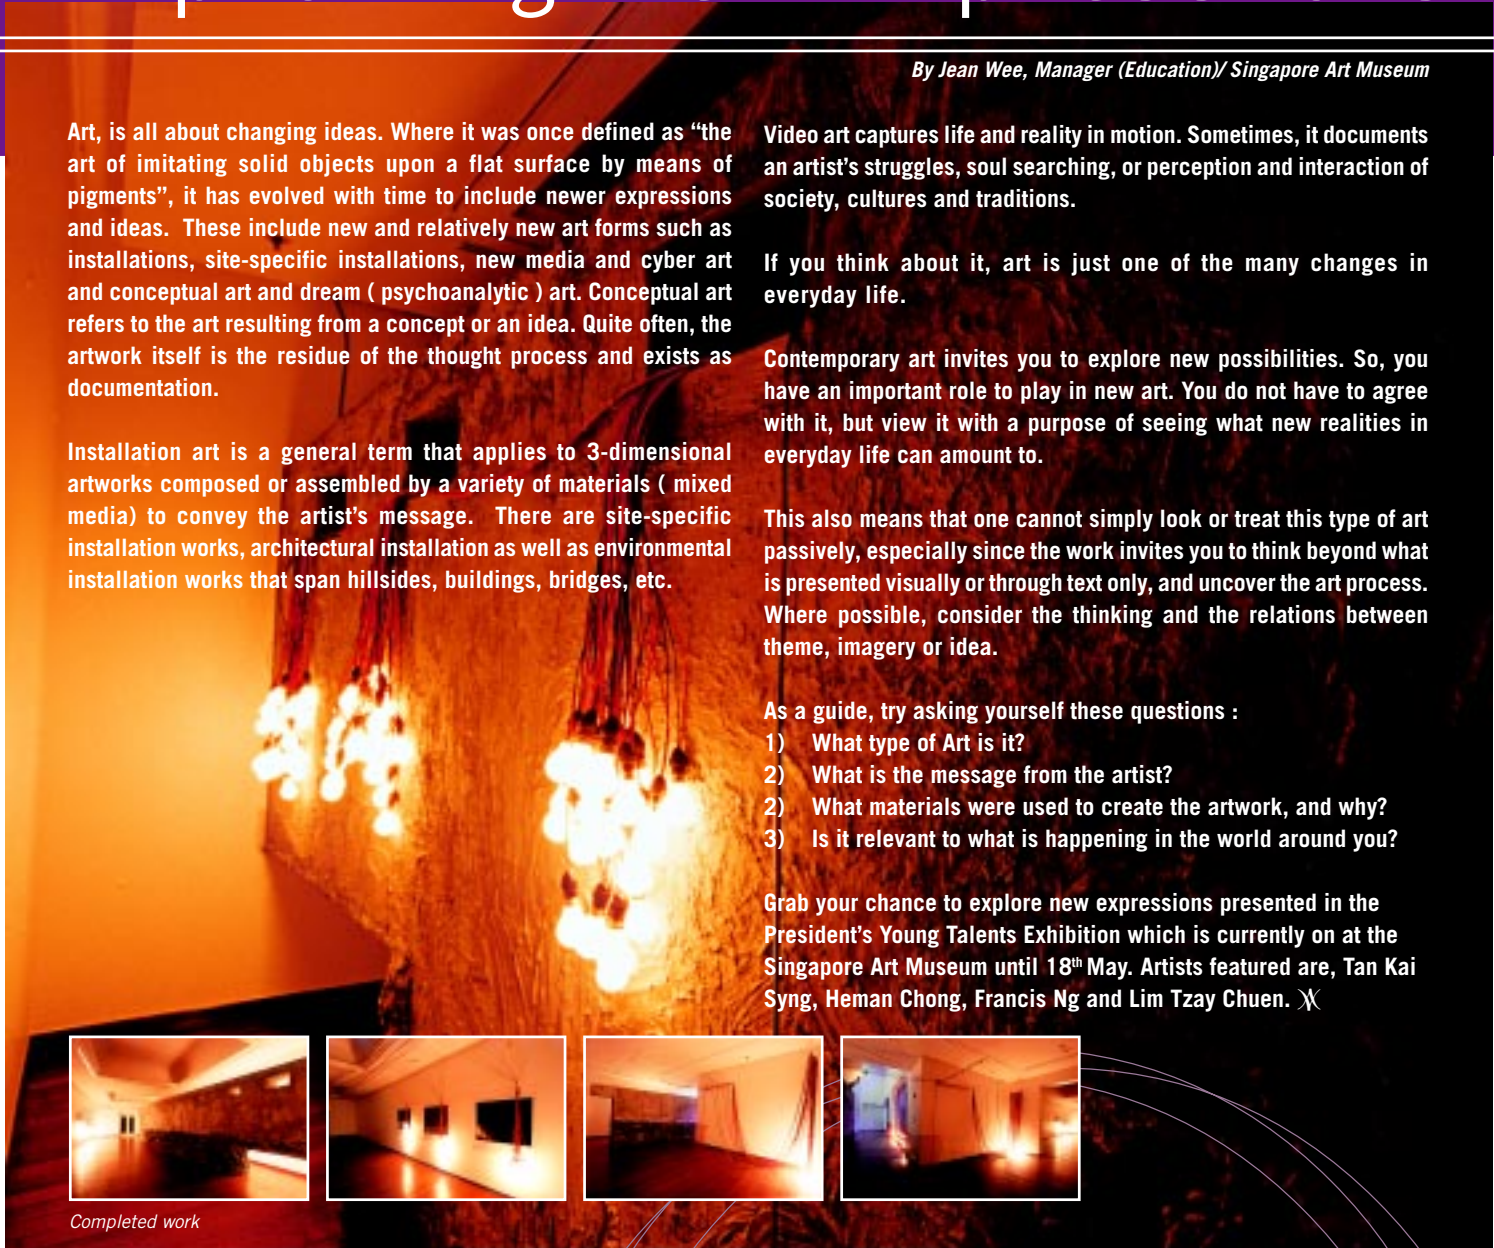 By Jean Wee, Manager (Education)/ Singapore Art Museum
Art, is all about changing ideas. Where it was once defined as “the
art of imitating solid objects upon a flat surface by means of
pigments”, it has evolved with time to include newer expressions
and ideas. These include new and relatively new art forms such as
installations, site-specific installations, new media and cyber art
and conceptual art and dream ( psychoanalytic ) art. Conceptual art
refers to the art resulting from a concept or an idea. Quite often, the
artwork itself is the residue of the thought process and exists as
documentation.
Installation art is a general term that applies to 3-dimensional
artworks composed or assembled by a variety of materials ( mixed
media) to convey the artist’s message. There are site-specific
installation works, architectural installation as well as environmental
installation works that span hillsides, buildings, bridges, etc.
Video art captures life and reality in motion. Sometimes, it documents
an artist’s struggles, soul searching, or perception and interaction of
society, cultures and traditions.
If you think about it, art is just one of the many changes in
everyday life.
Contemporary art invites you to explore new possibilities. So, you
have an important role to play in new art. You do not have to agree
with it, but view it with a purpose of seeing what new realities in
everyday life can amount to.
This also means that one cannot simply look or treat this type of art
passively, especially since the work invites you to think beyond what
is presented visually or through text only, and uncover the art process.
Where possible, consider the thinking and the relations between
theme, imagery or idea.
As a guide, try asking yourself these questions :
1) What type of Art is it?
2) What is the message from the artist?
2) What materials were used to create the artwork, and why?
3) Is it relevant to what is happening in the world around you?
Grab your chance to explore new expressions presented in the
President’s Young Talents Exhibition which is currently on at the
Singapore Art Museum until 18th May. Artists featured are, Tan Kai
Syng, Heman Chong, Francis Ng and Lim Tzay Chuen.
Completed work